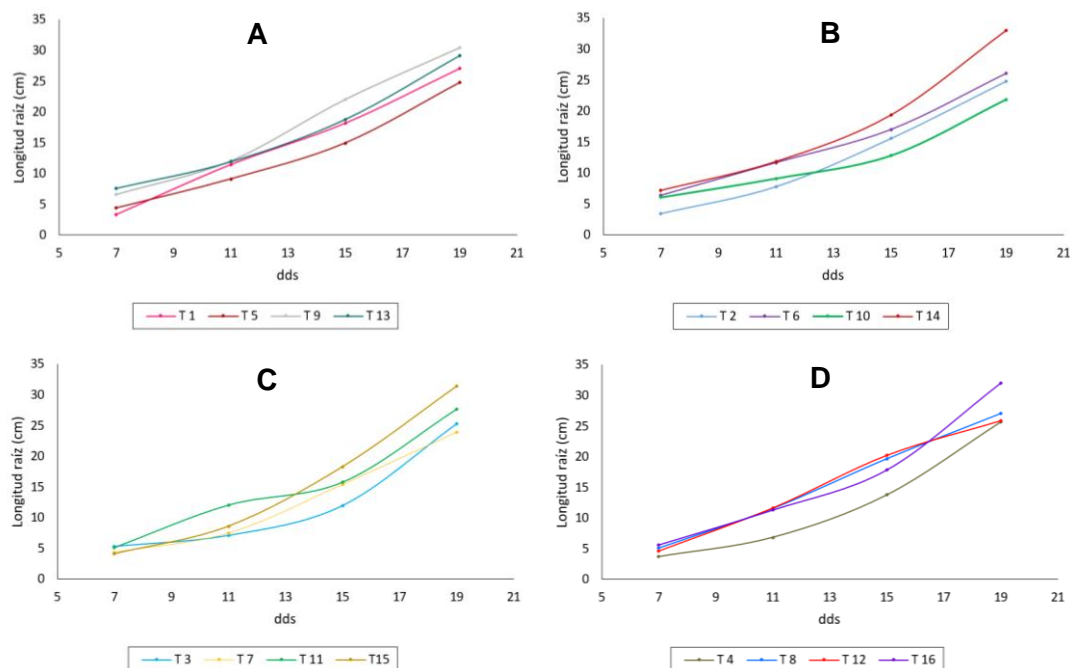 A
Longitud raíz (cm)
35
30
25
20
15
10
5
0
5 7 9 11 13 15 17 19 21
dds
T 1 T 5 T 9 T 13
B
Longitud raíz (cm)
35
30
25
20
15
10
5
0
5 7 9 11 13 15 17 19 21
dds
T 2 T 6 T 10 T 14
C
Longitud raíz (cm)
35
30
25
20
15
10
5
0
5 7 9 11 13 15 17 19 21
dds
T 3 T 7 T 11 T15
D
Longitud raíz (cm)
35
30
25
20
15
10
5
0
5 7 9 11 13 15 17 19 21
dds
T 4 T 8 T 12 T 16